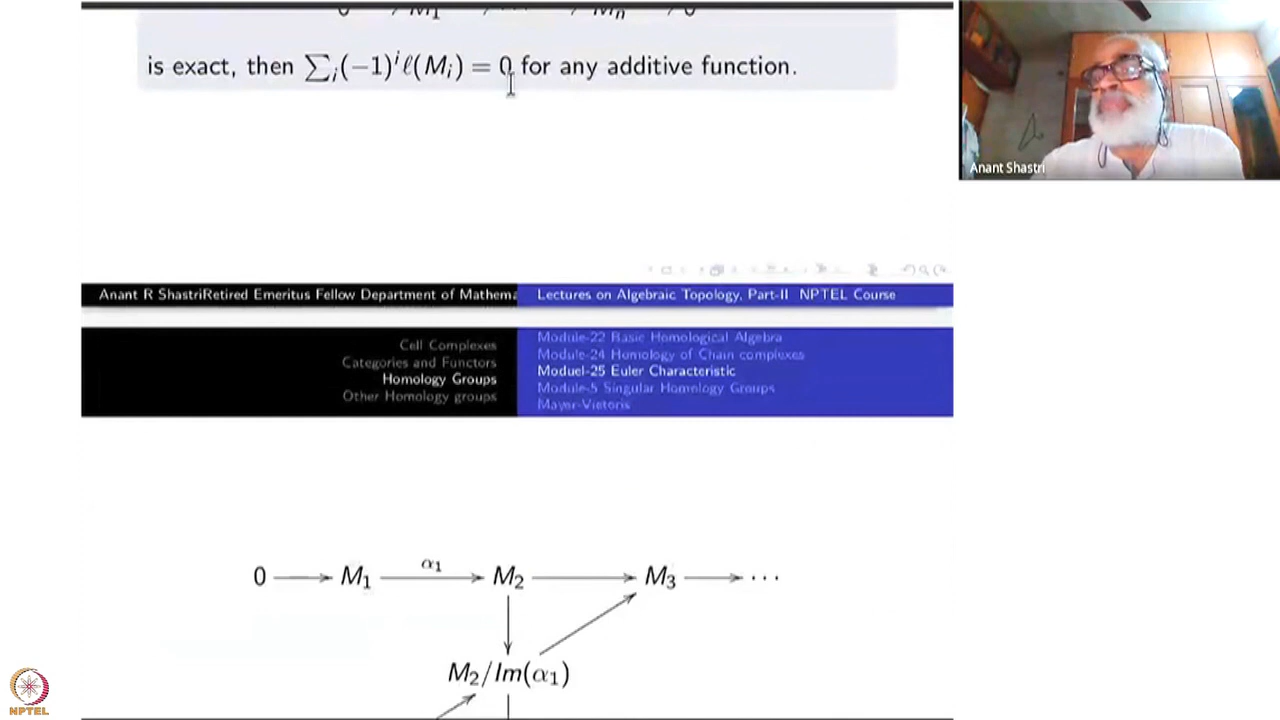 is exact, then ∑ᵢ(−1)ⁱℓ(Mᵢ) = 0 for any additive function.
Anant Shastri
Anant R ShastriRetired Emeritus Fellow Department of Mathema
Lectures on Algebraic Topology, Part-II NPTEL Course
Cell Complexes
Categories and Functors
Homology Groups
Other Homology groups
Module-22 Basic Homological Algebra
Module-24 Homology of Chain complexes
Moduel-25 Euler Characteristic
Module-5 Singular Homology Groups
Mayer-Vietoris
0 → M₁ α₁ → M₂ → M₃ → ···
M₂/Im(α₁)
NPTEL